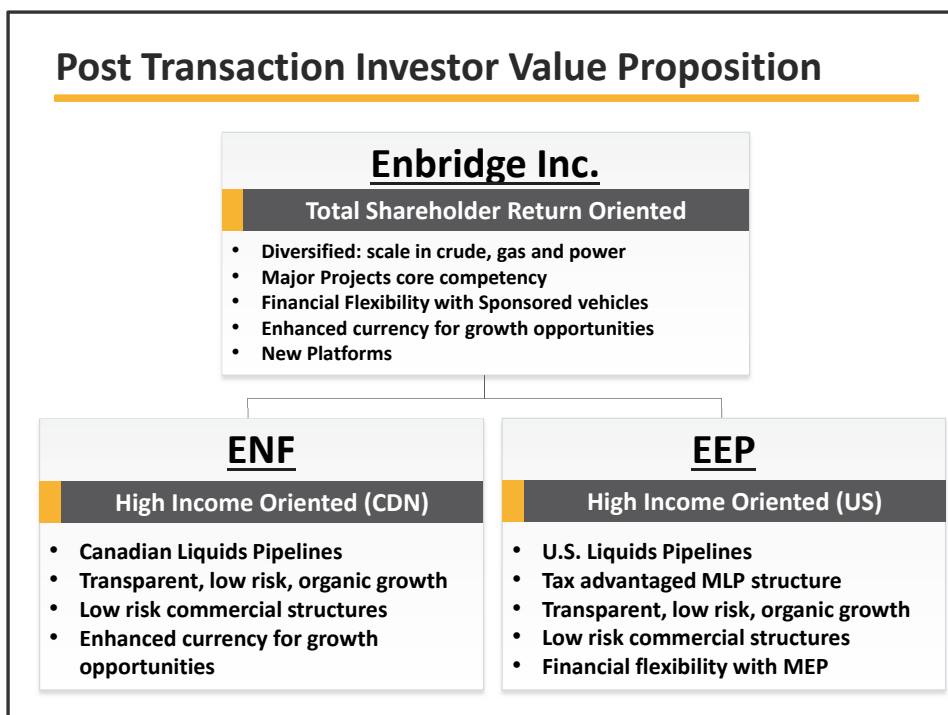 Post Transaction Investor Value Proposition
Enbridge Inc.
Total Shareholder Return Oriented
• Diversified: scale in crude, gas and power
• Major Projects core competency
• Financial Flexibility with Sponsored vehicles
• Enhanced currency for growth opportunities
• New Platforms
ENF
High Income Oriented (CDN)
• Canadian Liquids Pipelines
• Transparent, low risk, organic growth
• Low risk commercial structures
• Enhanced currency for growth
opportunities
EEP
High Income Oriented (US)
• U.S. Liquids Pipelines
• Tax advantaged MLP structure
• Transparent, low risk, organic growth
• Low risk commercial structures
• Financial flexibility with MEP